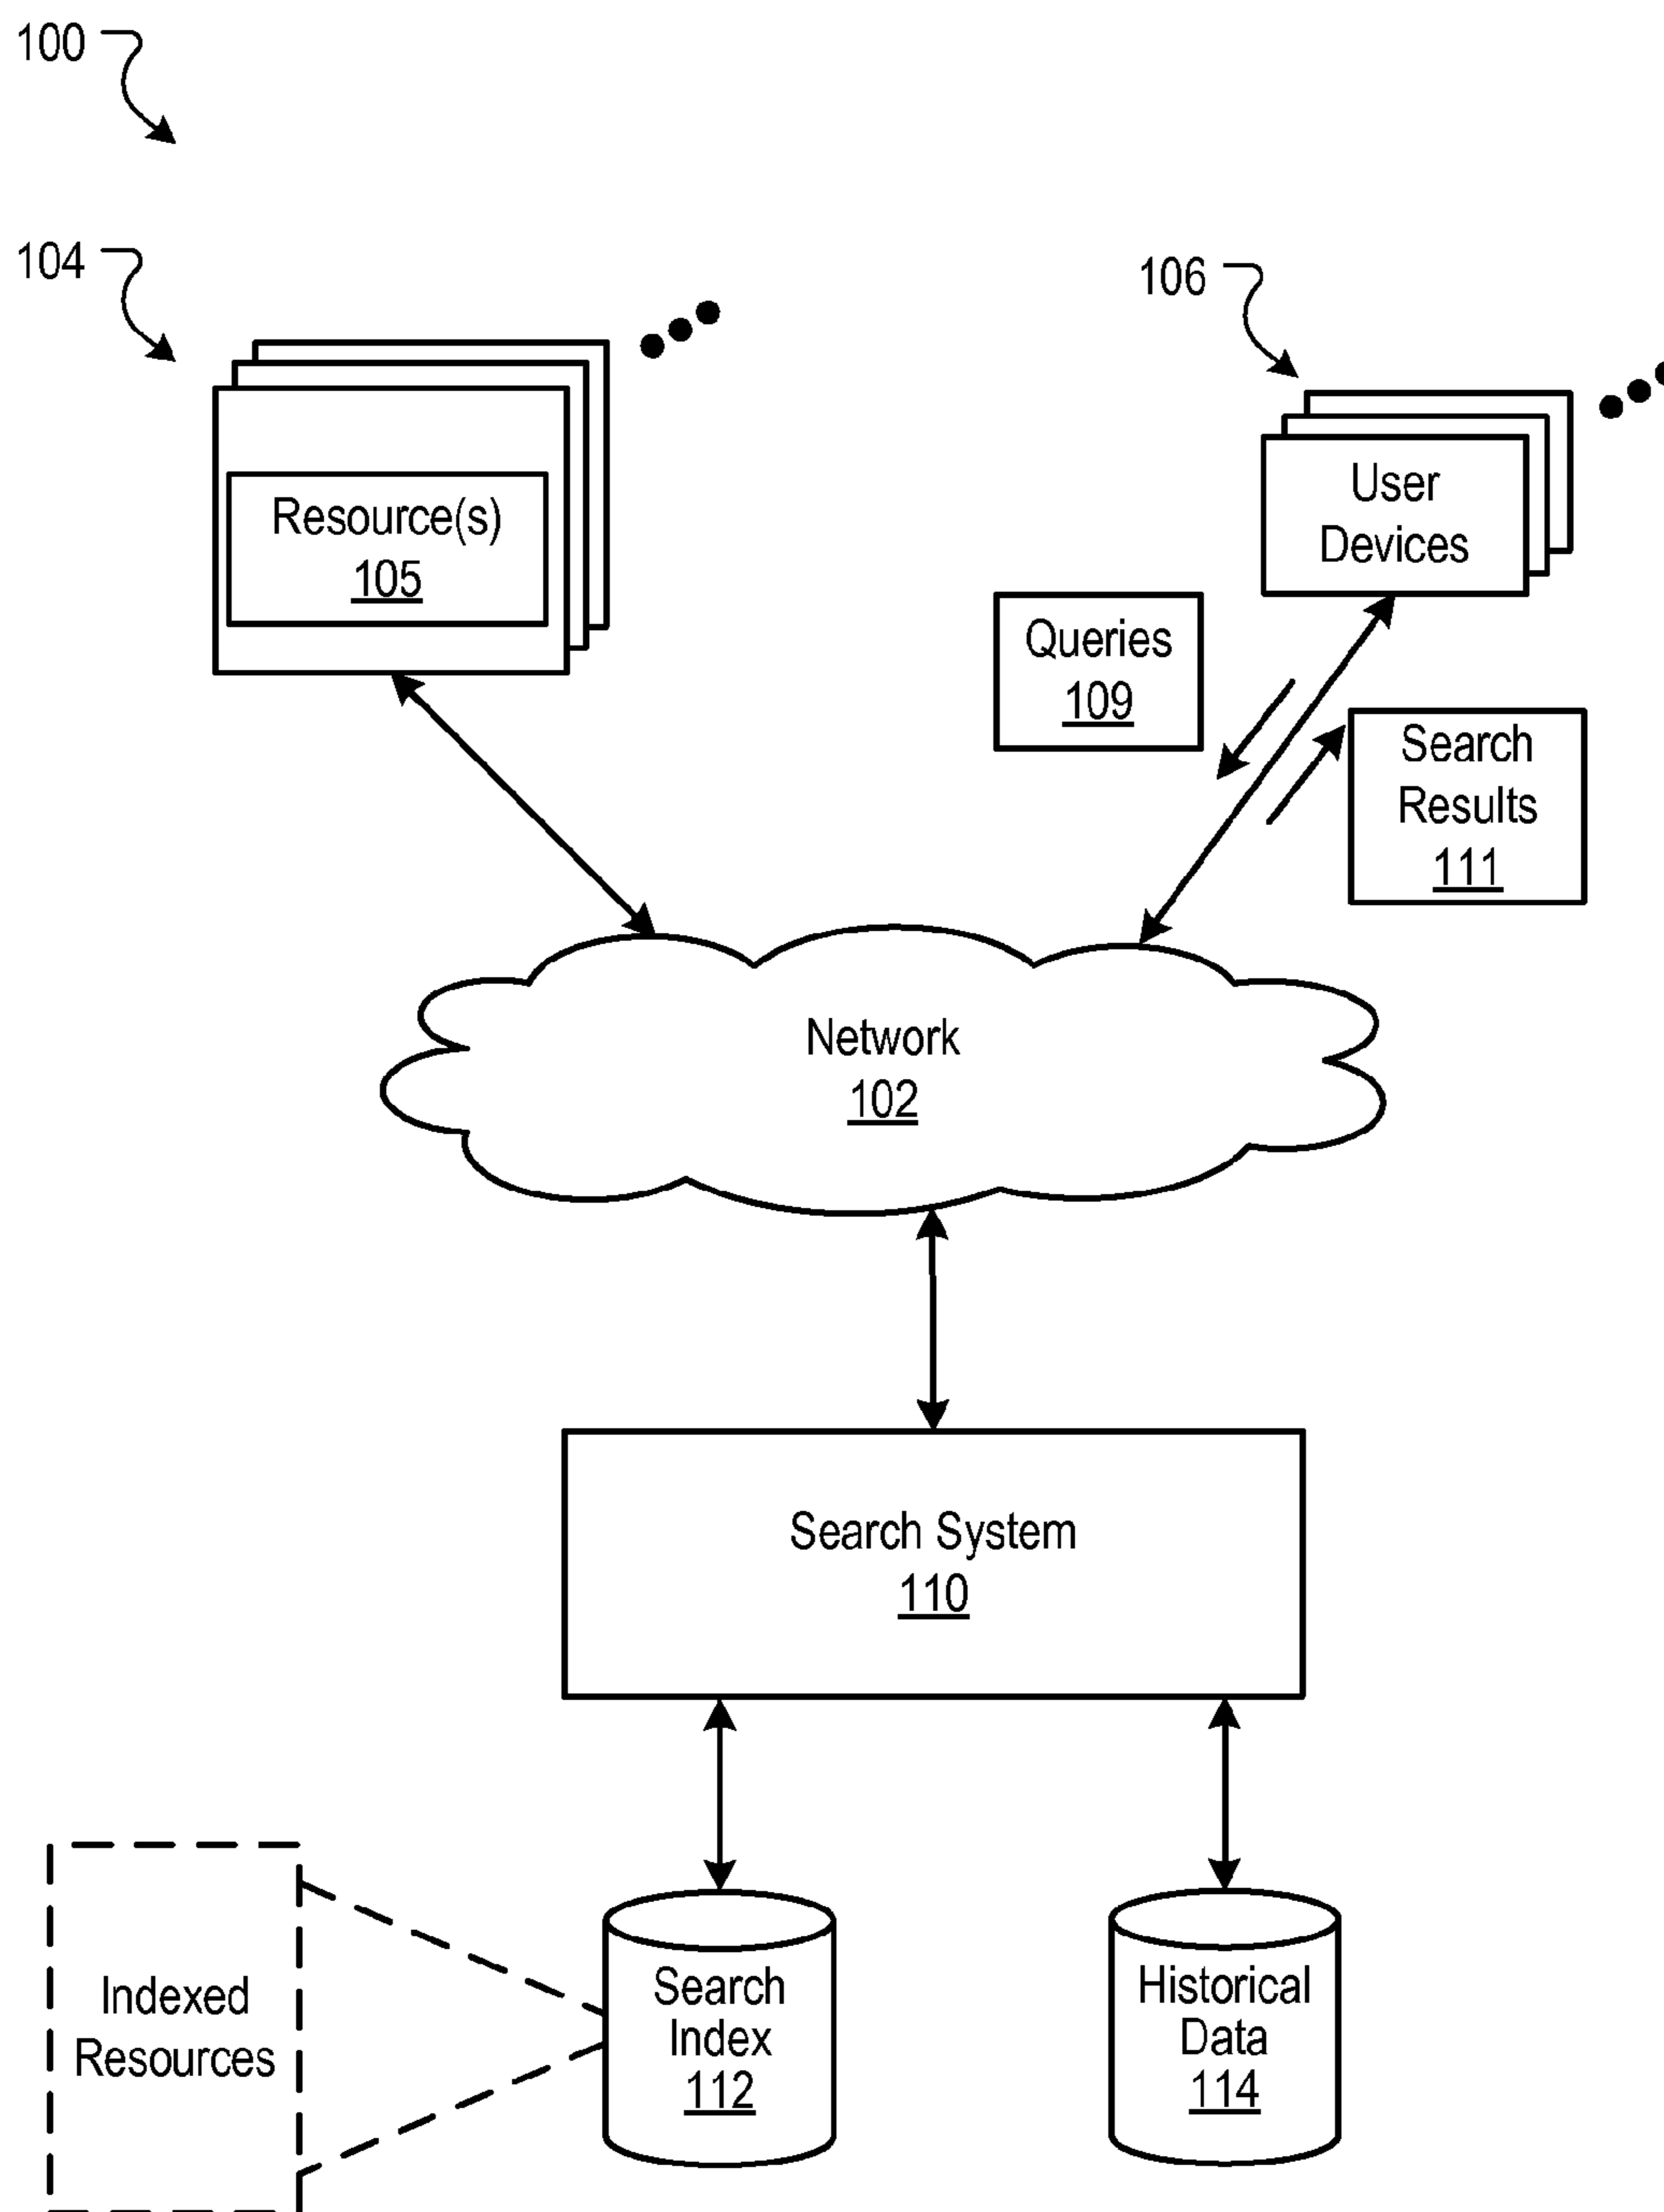 100
104
106
Resource(s)
105
User
Devices
Queries
109
Search
Results
111
Network
102
Search System
110
Indexed
Resources
Search
Index
112
Historical
Data
114